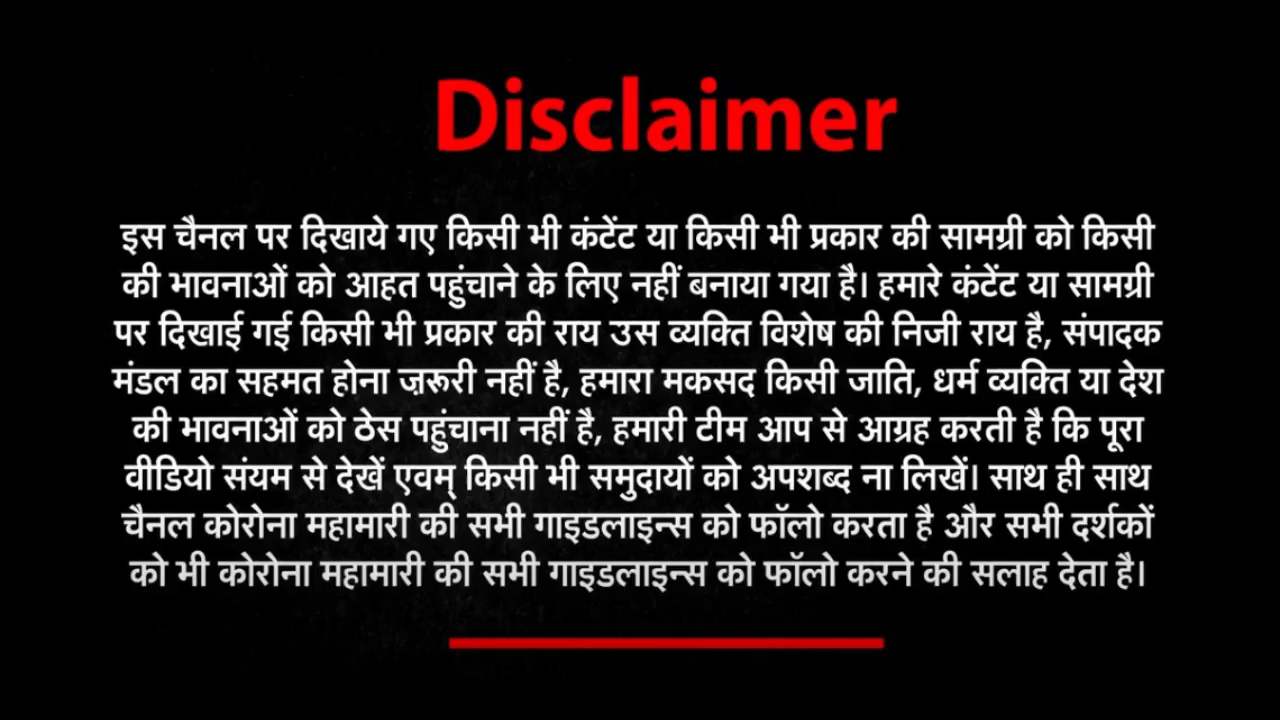 Disclaimer
इस चैनल पर दिखाये गए किसी भी कंटेंट या किसी भी प्रकार की सामग्री को किसी
की भावनाओं को आहत पहुंचाने के लिए नहीं बनाया गया है। हमारे कंटेंट या सामग्री
पर दिखाई गई किसी भी प्रकार की राय उस व्यक्ति विशेष की निजी राय है, संपादक
मंडल का सहमत होना ज़रूरी नहीं है, हमारा मकसद किसी जाति, धर्म व्यक्ति या देश
की भावनाओं को ठेस पहुंचाना नहीं है, हमारी टीम आप से आग्रह करती है कि पूरा
वीडियो संयम से देखें एवम् किसी भी समुदायों को अपशब्द ना लिखें। साथ ही साथ
चैनल कोरोना महामारी की सभी गाइडलाइन्स को फॉलो करता है और सभी दर्शकों
को भी कोरोना महामारी की सभी गाइडलाइन्स को फॉलो करने की सलाह देता है।